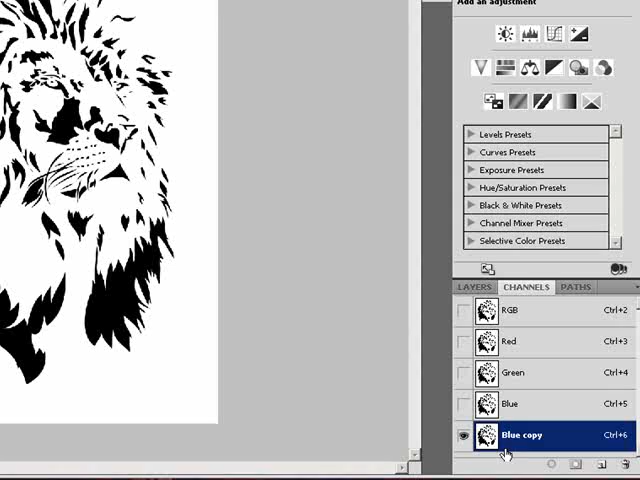 Add an adjustment
Levels Presets
Curves Presets
Exposure Presets
Hue/Saturation Presets
Black & White Presets
Channel Mixer Presets
Selective Color Presets
LAYERS CHANNELS PATHS
RGB Ctrl+2
Red Ctrl+3
Green Ctrl+4
Blue Ctrl+5
Blue copy Ctrl+6